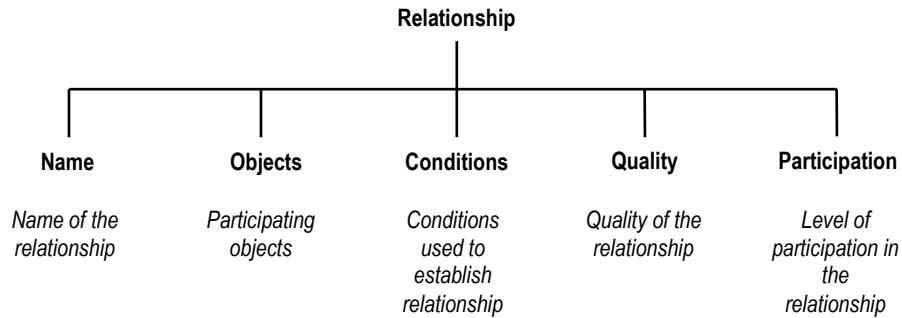 Relationship
Name
Objects
Conditions
Quality
Participation
Name of the
relationship
Participating
objects
Conditions
used to
establish
relationship
Quality of the
relationship
Level of
participation in
the
relationship